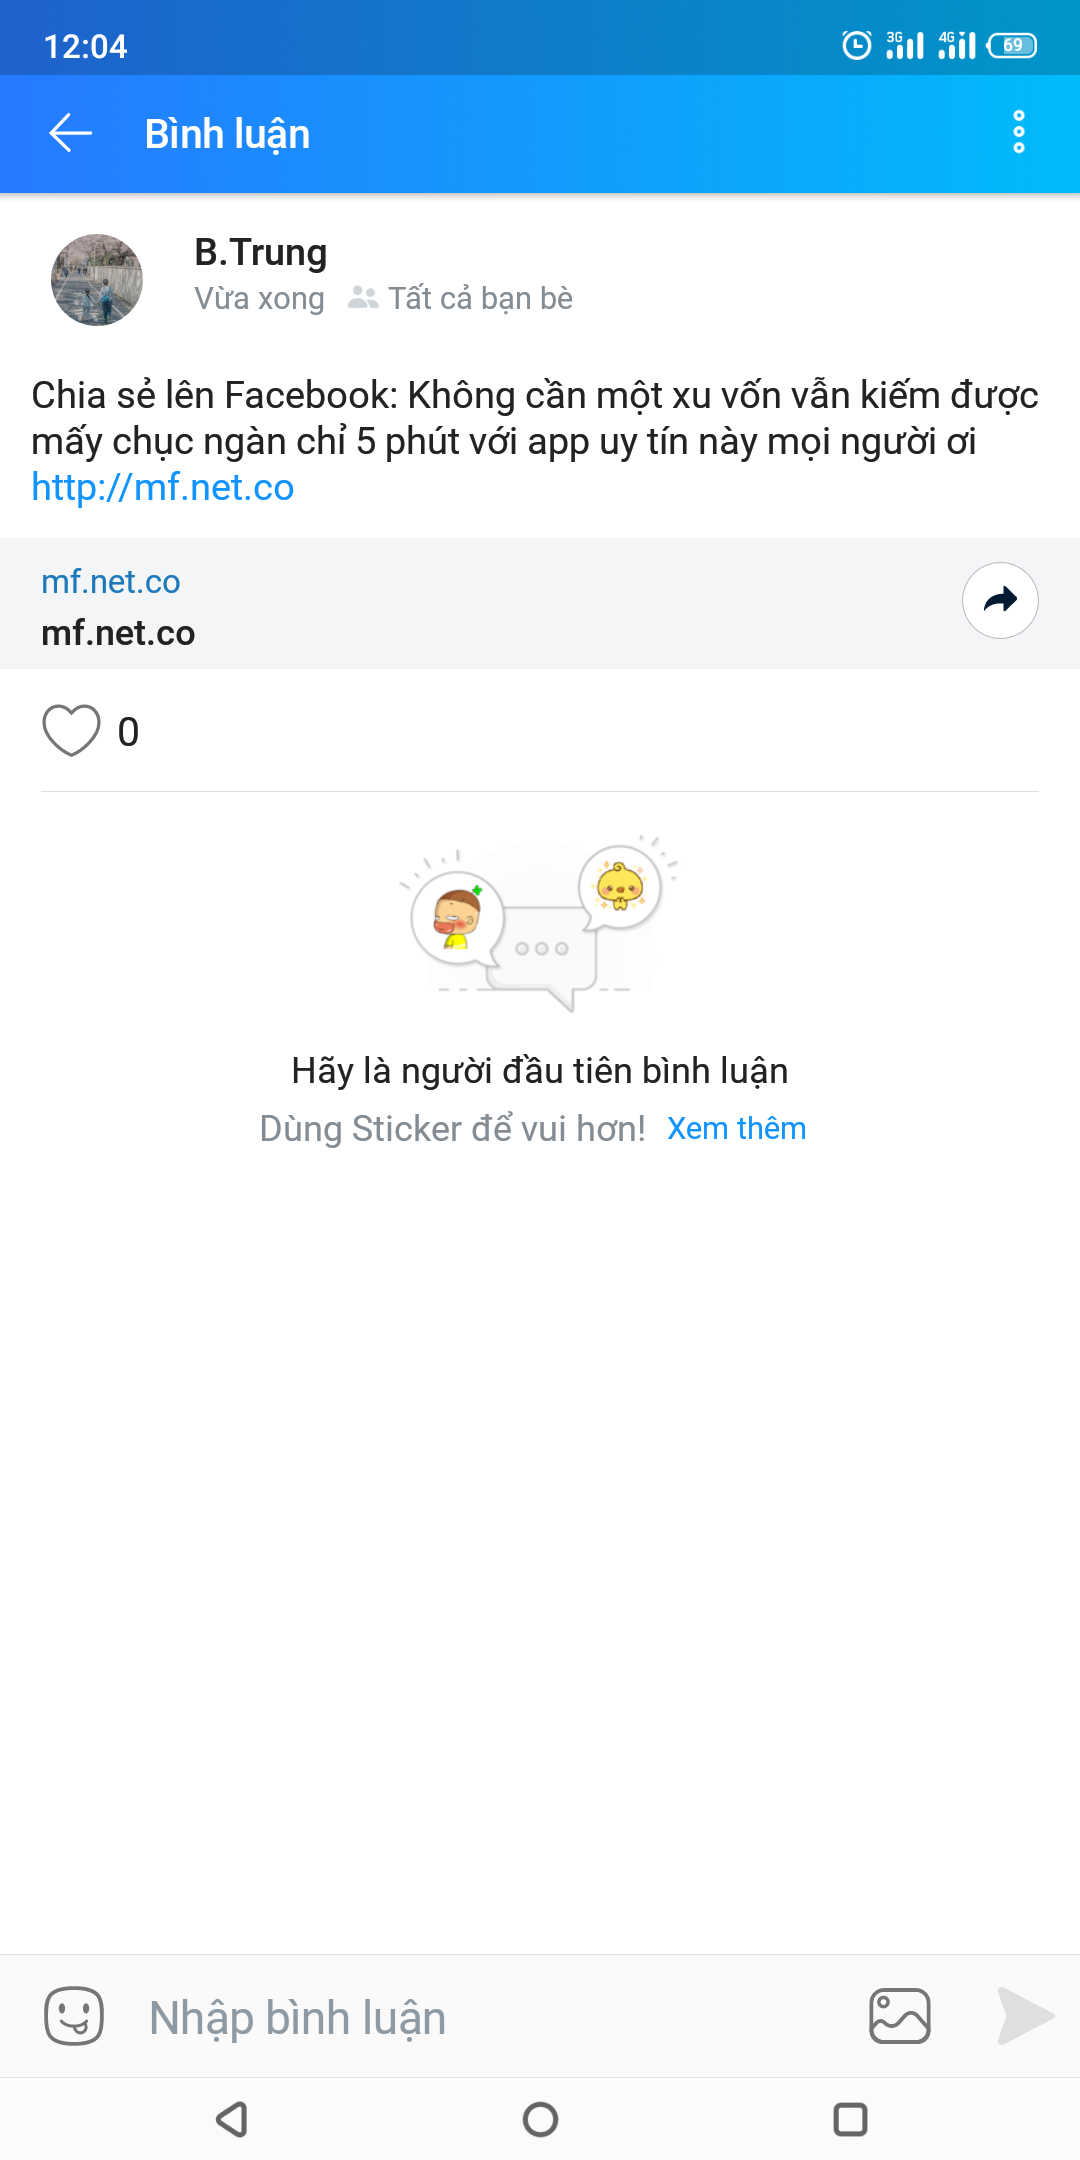 12:04
3G
4G
69
Bình luận
B.Trung
Vừa xong Tất cả bạn bè
Chia sẻ lên Facebook: Không cần một xu vốn vẫn kiếm được
mấy chục ngàn chỉ 5 phút với app uy tín này mọi người ơi
http://mf.net.co
mf.net.co
mf.net.co
0
Hãy là người đầu tiên bình luận
Dùng Sticker để vui hơn! Xem thêm
Nhập bình luận